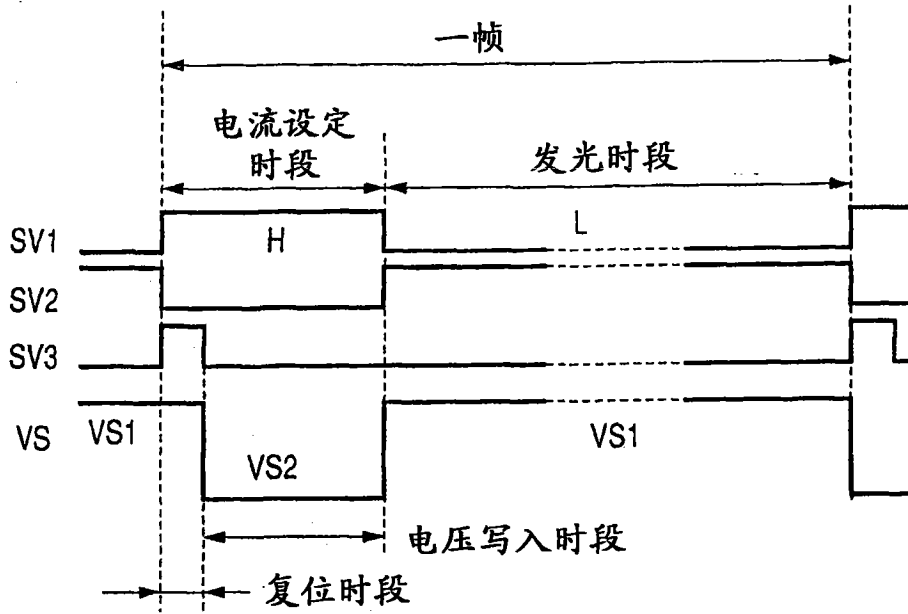 一帧
电流设定
时段
发光时段
SV1
H
L
SV2
SV3
VS
VS1
VS2
VS1
电压写入时段
复位时段